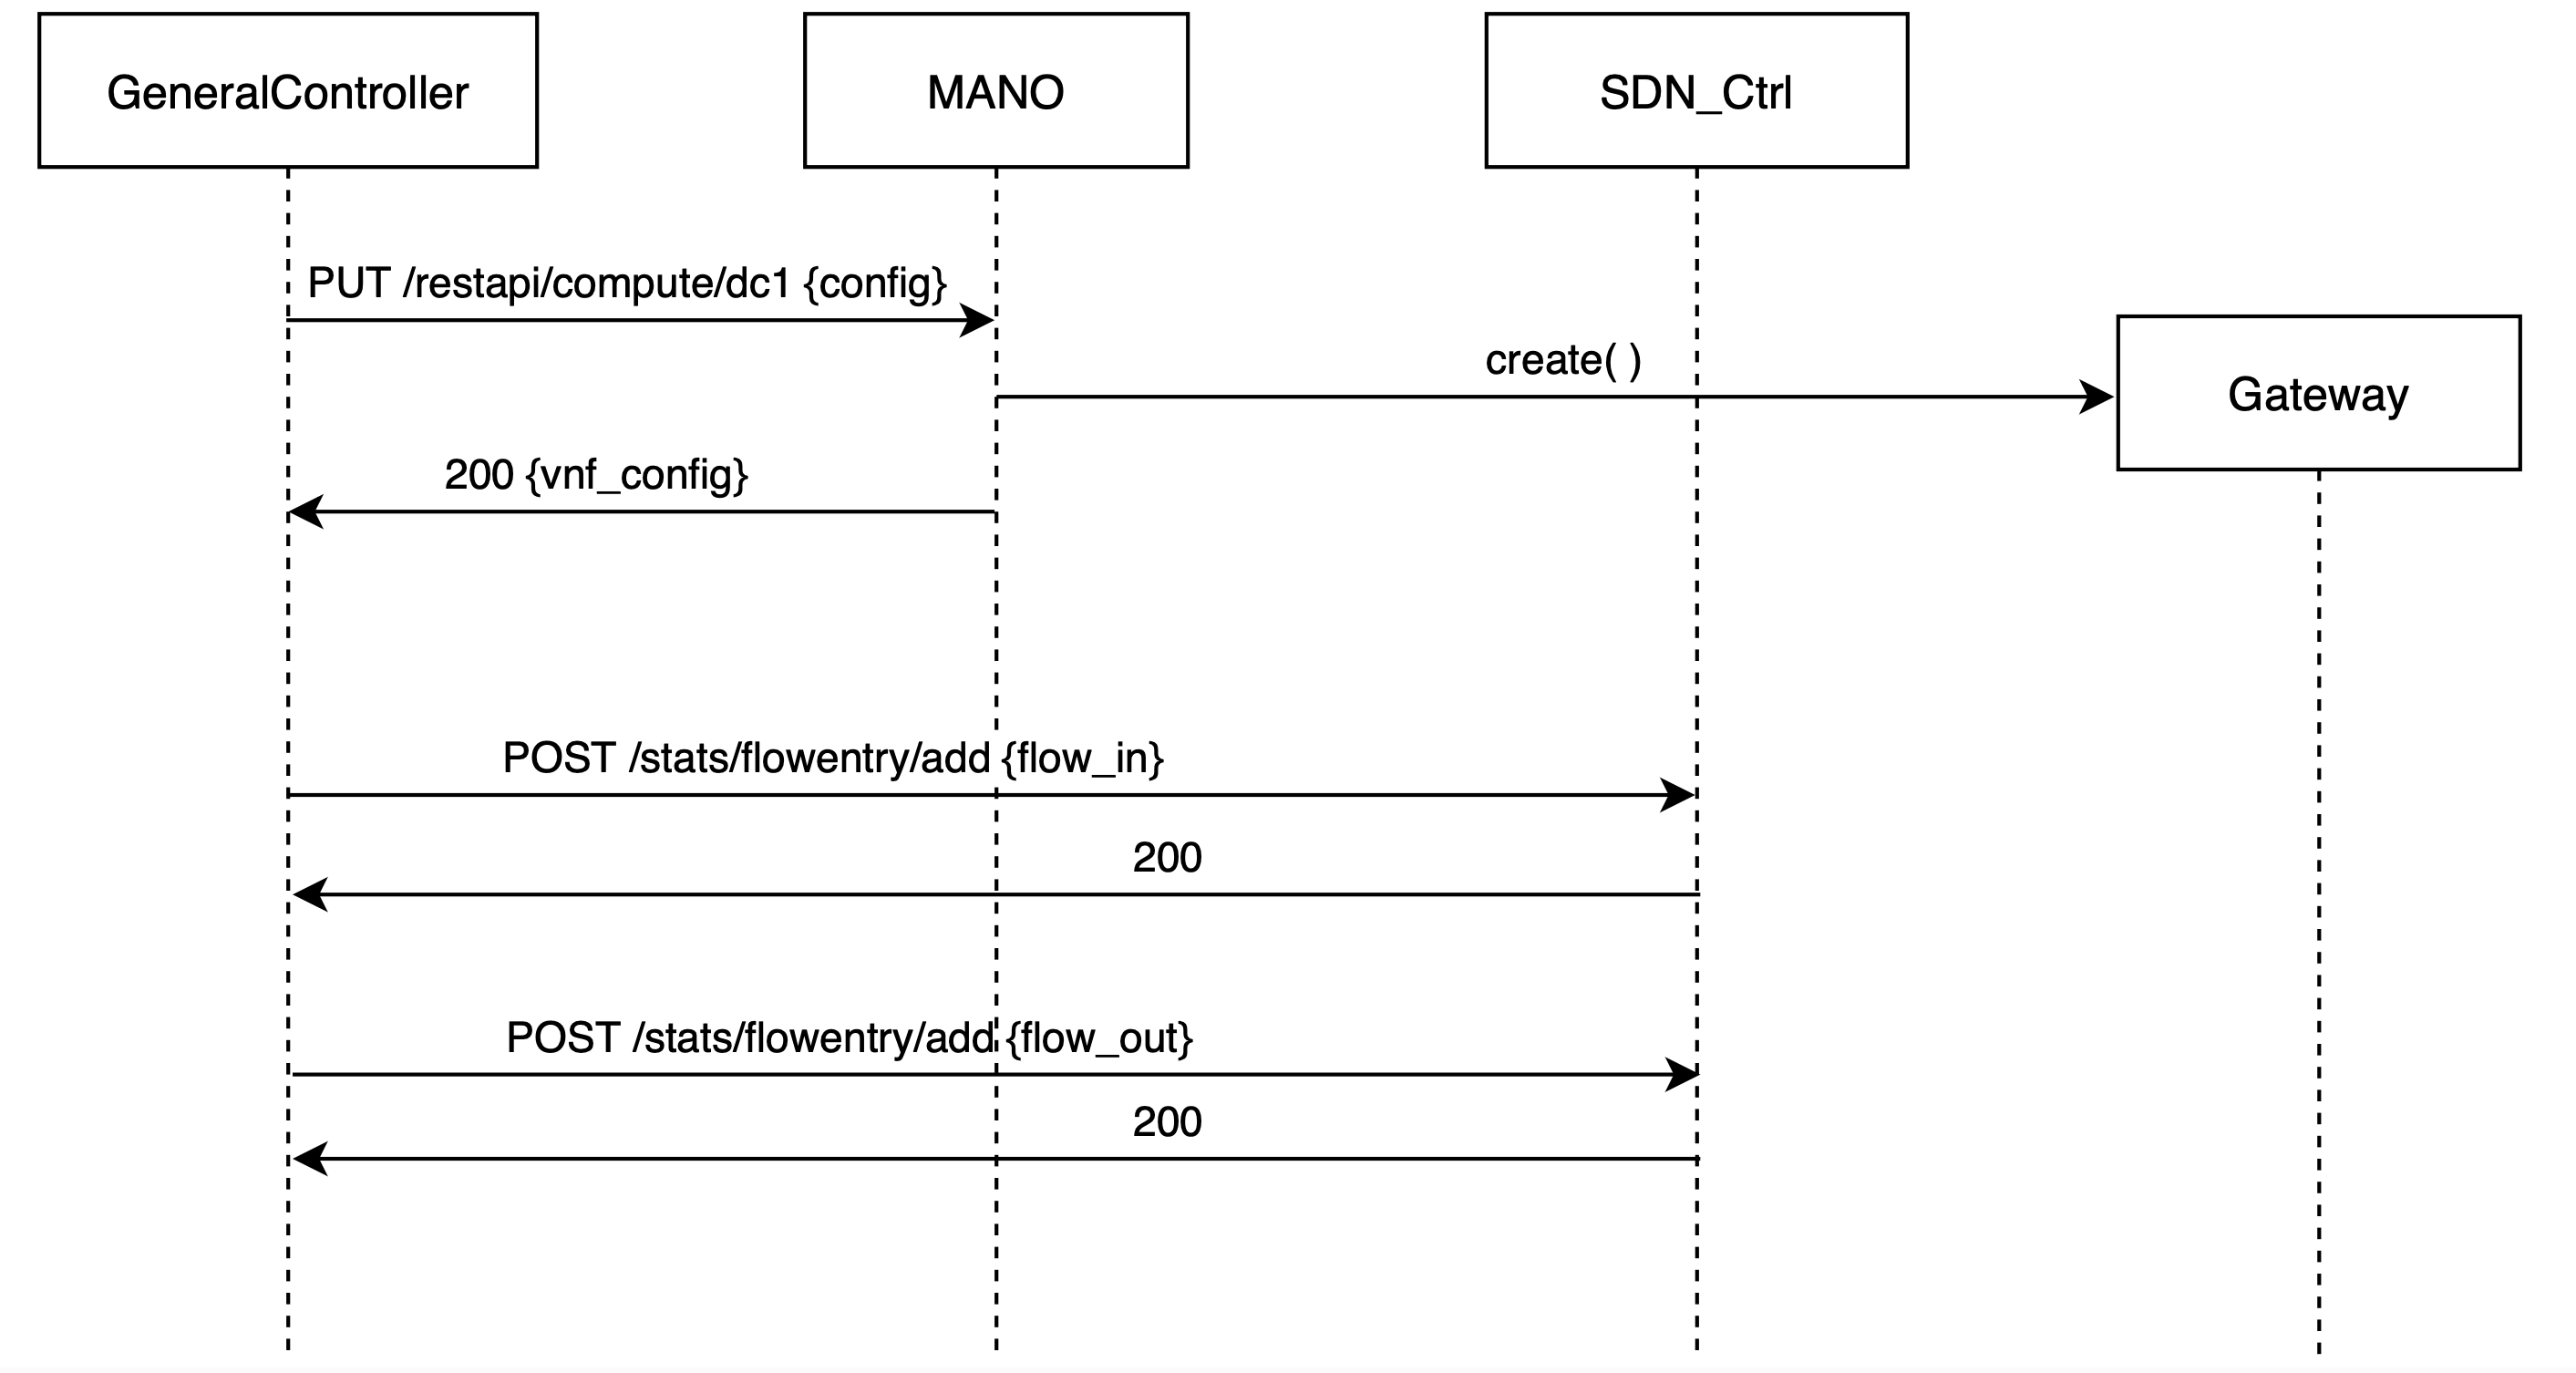 GeneralController
MANO
SDN_Ctrl
PUT /restapi/compute/dc1 {config}
create( )
Gateway
200 {vnf_config}
POST /stats/flowentry/add {flow_in}
200
POST /stats/flowentry/add {flow_out}
200